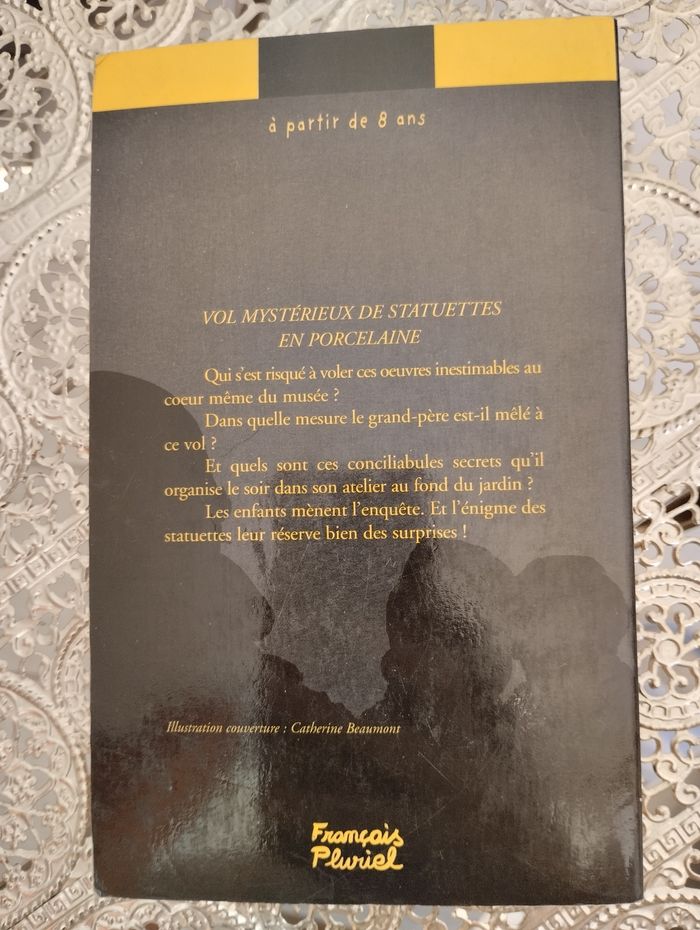 à partir de 8 ans
VOL MYSTÉRIEUX DE STATUETTES
EN PORCELAINE
Qui s'est risqué à voler ces oeuvres inestimables au
coeur même du musée ?
Dans quelle mesure le grand-père est-il mêlé à
ce vol ?
Et quels sont ces conciliabules secrets qu'il
organise le soir dans son atelier au fond du jardin ?
Les enfants mènent l'enquête. Et l'énigme des
statuettes leur réserve bien des surprises !
Illustration couverture : Catherine Beaumont
François
Pluriel